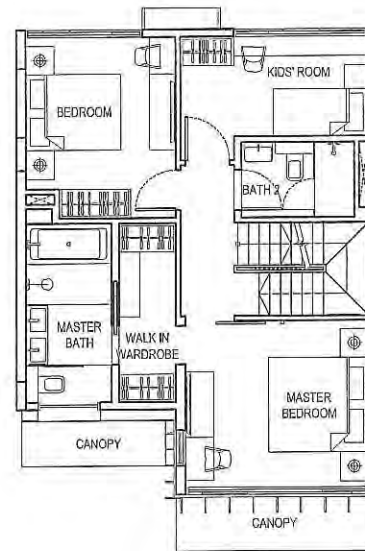 KIDS' ROOM
BEDROOM
BATH 2
MASTER
BATH
WALK IN
WARDROBE
MASTER
BEDROOM
CANOPY
CANOPY